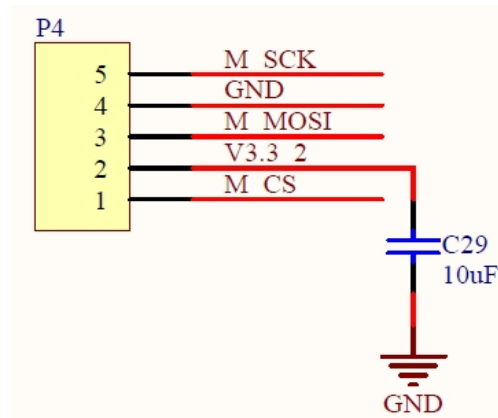 P4
5 M_SCK
4 GND
3 M_MOSI
2 V3.3_2
1 M_CS
C29
10uF
GND